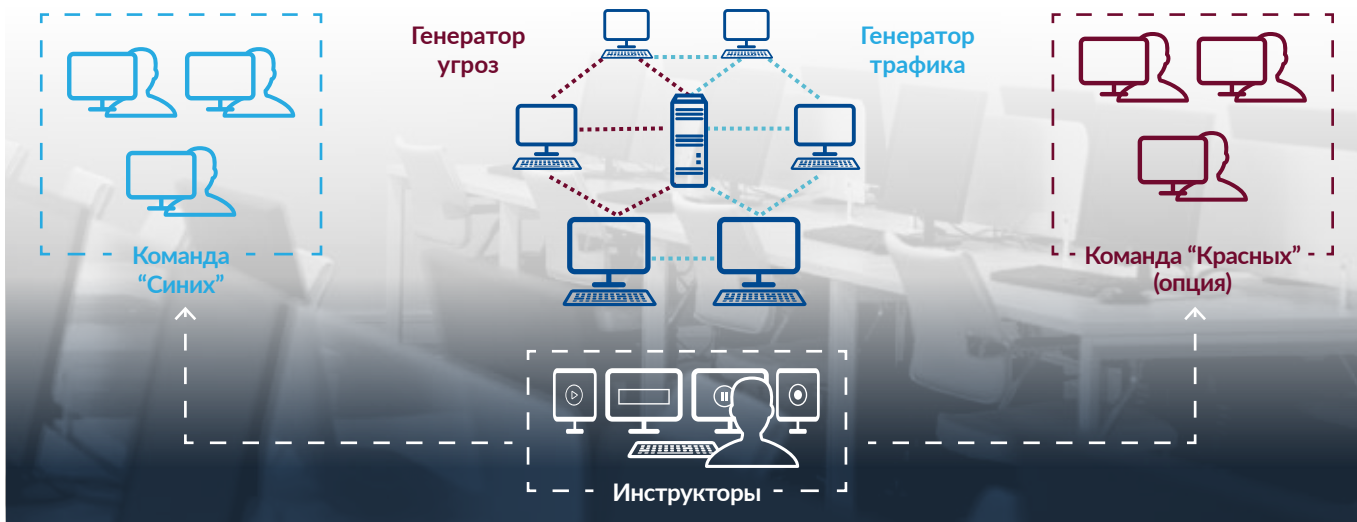 Генератор
угроз
Генератор
трафика
Команда
“Синих”
Команда “Красных”
(опция)
Инструкторы